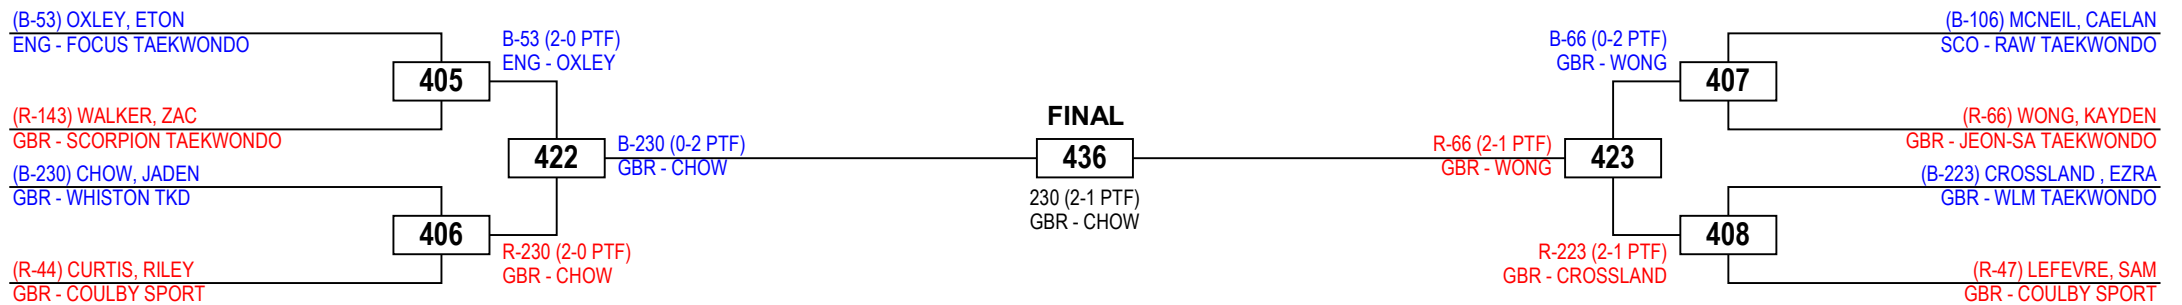 (B-53) OXLEY, ETON
ENG - FOCUS TAEKWONDO
405
(R-143) WALKER, ZAC
GBR - SCORPION TAEKWONDO
(B-230) CHOW, JADEN
GBR - WHISTON TKD
406
(R-44) CURTIS, RILEY
GBR - COULBY SPORT
B-53 (2-0 PTF)
ENG - OXLEY
422
R-230 (2-0 PTF)
GBR - CHOW
B-230 (0-2 PTF)
GBR - CHOW
FINAL
436
230 (2-1 PTF)
GBR - CHOW
R-66 (2-1 PTF)
GBR - WONG
423
B-66 (0-2 PTF)
GBR - WONG
R-223 (2-1 PTF)
GBR - CROSSLAND
(B-106) MCNEIL, CAELAN
SCO - RAW TAEKWONDO
407
(R-66) WONG, KAYDEN
GBR - JEON-SA TAEKWONDO
(B-223) CROSSLAND , EZRA
GBR - WLM TAEKWONDO
408
(R-47) LEFEVRE, SAM
GBR - COULBY SPORT